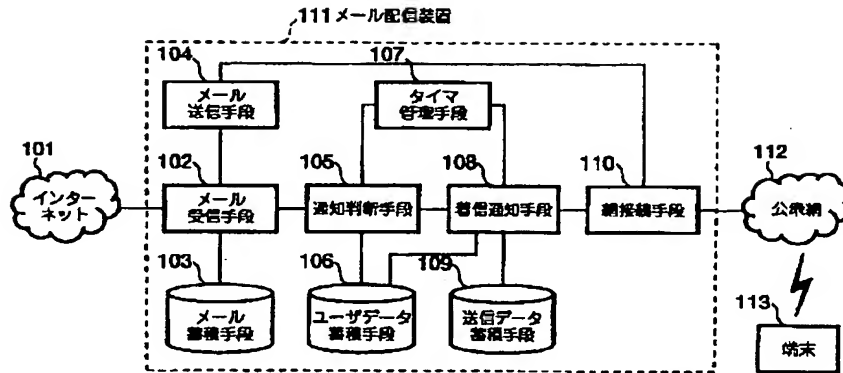 111 メール配信装置
104
メール
送信手段
107
タイマ
管理手段
101
インター
ネット
102
メール
受信手段
105
通知判断手段
108
着信通知手段
110
網接続手段
112
公衆網
103
メール
蓄積手段
106
ユーザデータ
蓄積手段
109
送信データ
蓄積手段
113
端末